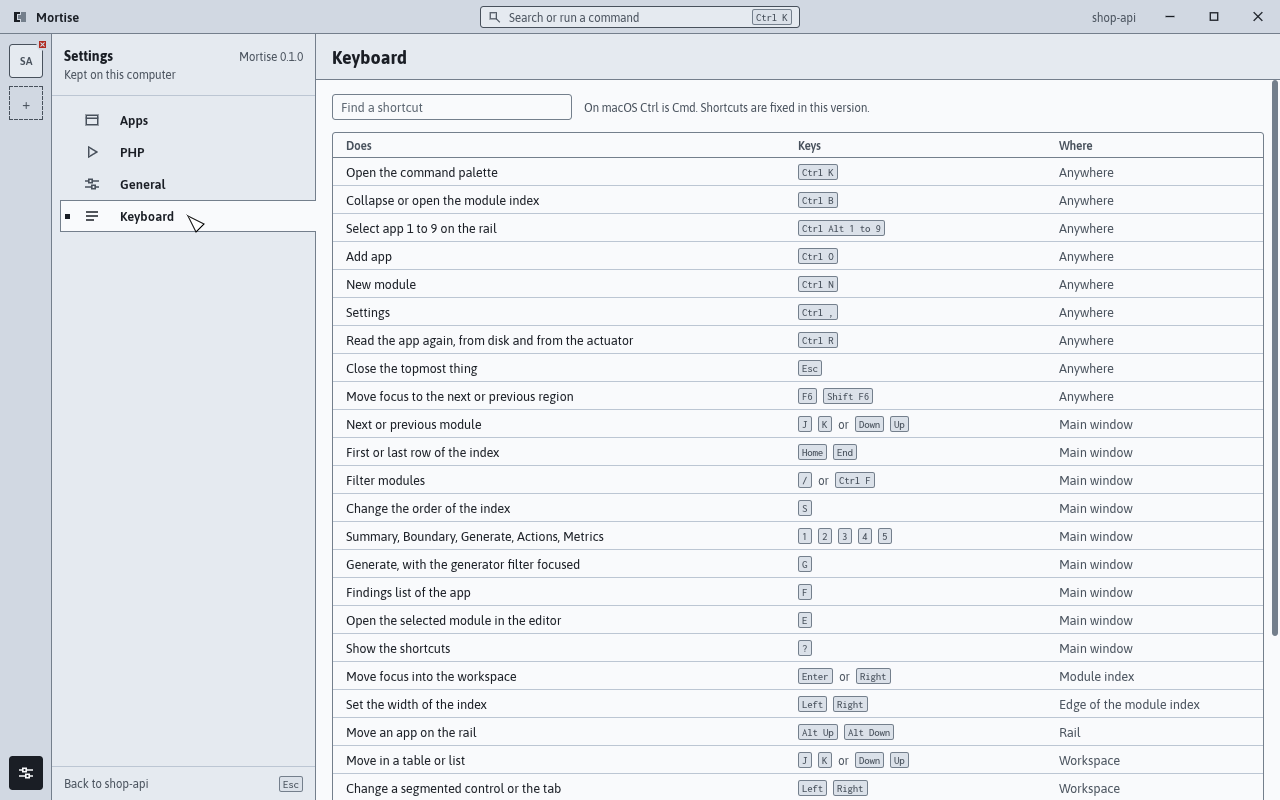 Mortise
Search or run a command Ctrl K
shop-api
SA
+
Settings Mortise 0.1.0
Kept on this computer
Apps
PHP
General
Keyboard
Back to shop-api Esc
Keyboard
Find a shortcut On macOS Ctrl is Cmd. Shortcuts are fixed in this version.
Does Keys Where
Open the command palette Ctrl K Anywhere
Collapse or open the module index Ctrl B Anywhere
Select app 1 to 9 on the rail Ctrl Alt 1 to 9 Anywhere
Add app Ctrl O Anywhere
New module Ctrl N Anywhere
Settings Ctrl , Anywhere
Read the app again, from disk and from the actuator Ctrl R Anywhere
Close the topmost thing Esc Anywhere
Move focus to the next or previous region F6 Shift F6 Anywhere
Next or previous module J K or Down Up Main window
First or last row of the index Home End Main window
Filter modules / or Ctrl F Main window
Change the order of the index S Main window
Summary, Boundary, Generate, Actions, Metrics 1 2 3 4 5 Main window
Generate, with the generator filter focused G Main window
Findings list of the app F Main window
Open the selected module in the editor E Main window
Show the shortcuts ? Main window
Move focus into the workspace Enter or Right Module index
Set the width of the index Left Right Edge of the module index
Move an app on the rail Alt Up Alt Down Rail
Move in a table or list J K or Down Up Workspace
Change a segmented control or the tab Left Right Workspace